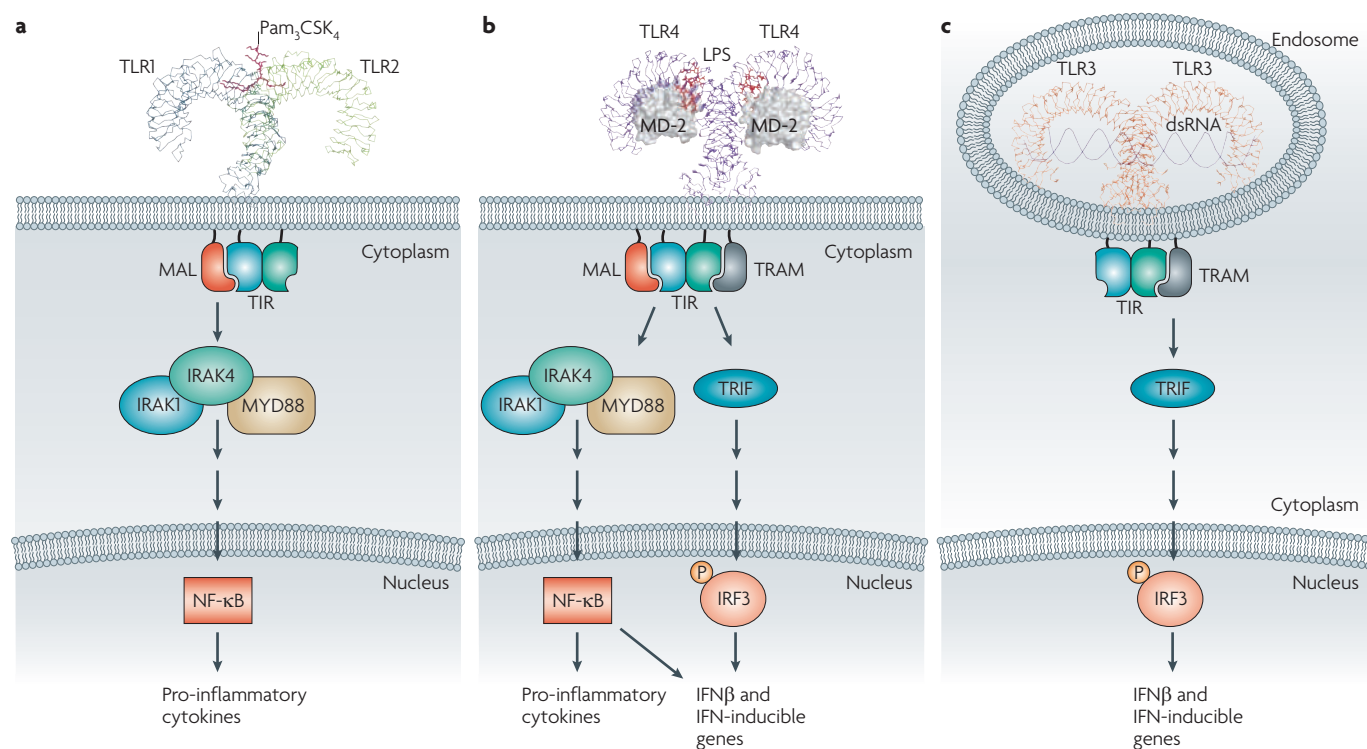 a
Pam₃CSK₄
TLR1
TLR2
Cytoplasm
MAL
TIR
IRAK4
IRAK1
MYD88
Nucleus
NF-κB
Pro-inflammatory
cytokines
b
TLR4
LPS
TLR4
MD-2
MD-2
Cytoplasm
MAL
TRAM
TIR
IRAK4
IRAK1
MYD88
TRIF
Nucleus
P
NF-κB
IRF3
Pro-inflammatory
cytokines
IFNβ and
IFN-inducible
genes
c
Endosome
TLR3
TLR3
dsRNA
TRAM
TIR
TRIF
Cytoplasm
P
Nucleus
IRF3
IFNβ and
IFN-inducible
genes